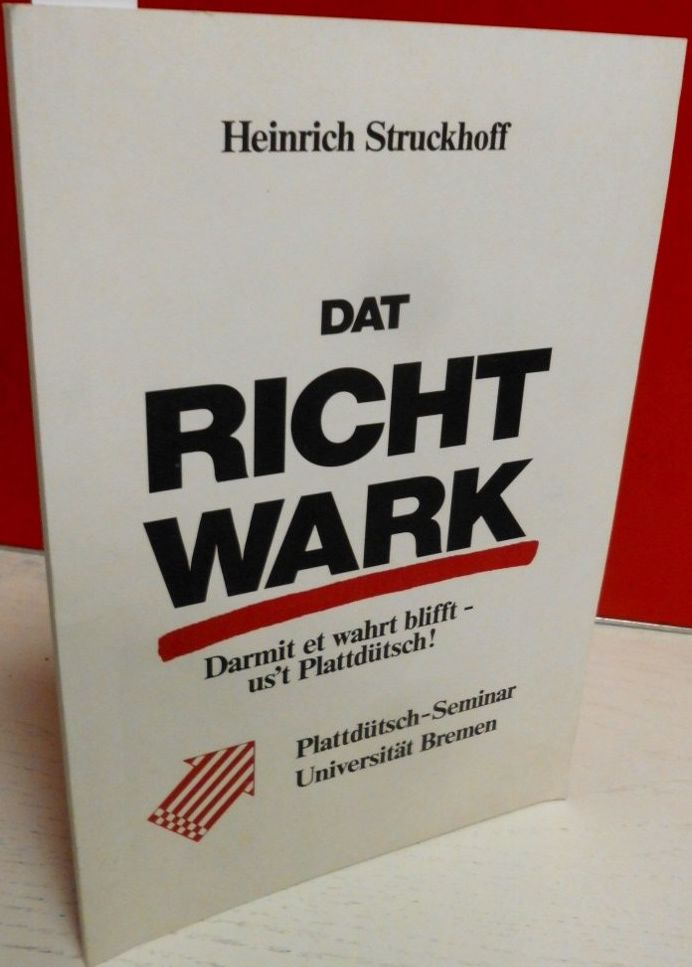 Heinrich Struckhoff
DAT
RICHT
WARK
Darmit et wahrt blifft -
us't Plattdütsch!
Plattdütsch-Seminar
Universität Bremen